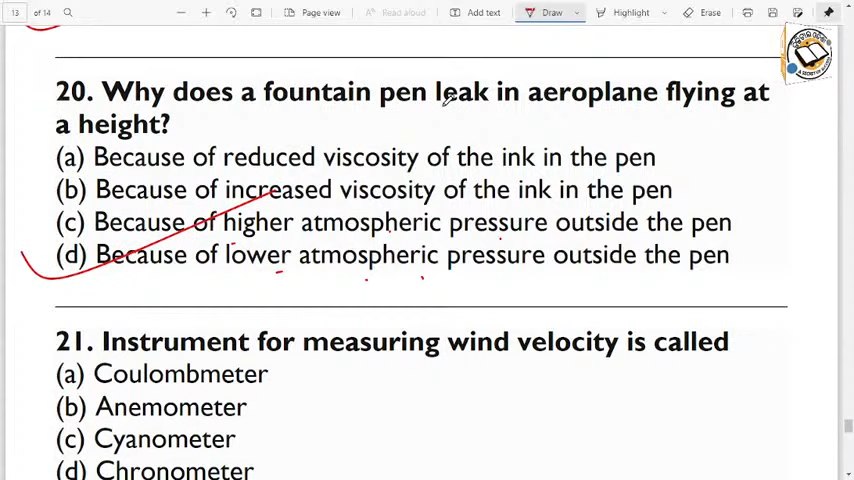 13 of 14 Page view Read aloud Add text Draw Highlight Erase
20. Why does a fountain pen leak in aeroplane flying at
a height?
(a) Because of reduced viscosity of the ink in the pen
(b) Because of increased viscosity of the ink in the pen
(c) Because of higher atmospheric pressure outside the pen
(d) Because of lower atmospheric pressure outside the pen
21. Instrument for measuring wind velocity is called
(a) Coulombmeter
(b) Anemometer
(c) Cyanometer
(d) Chronometer